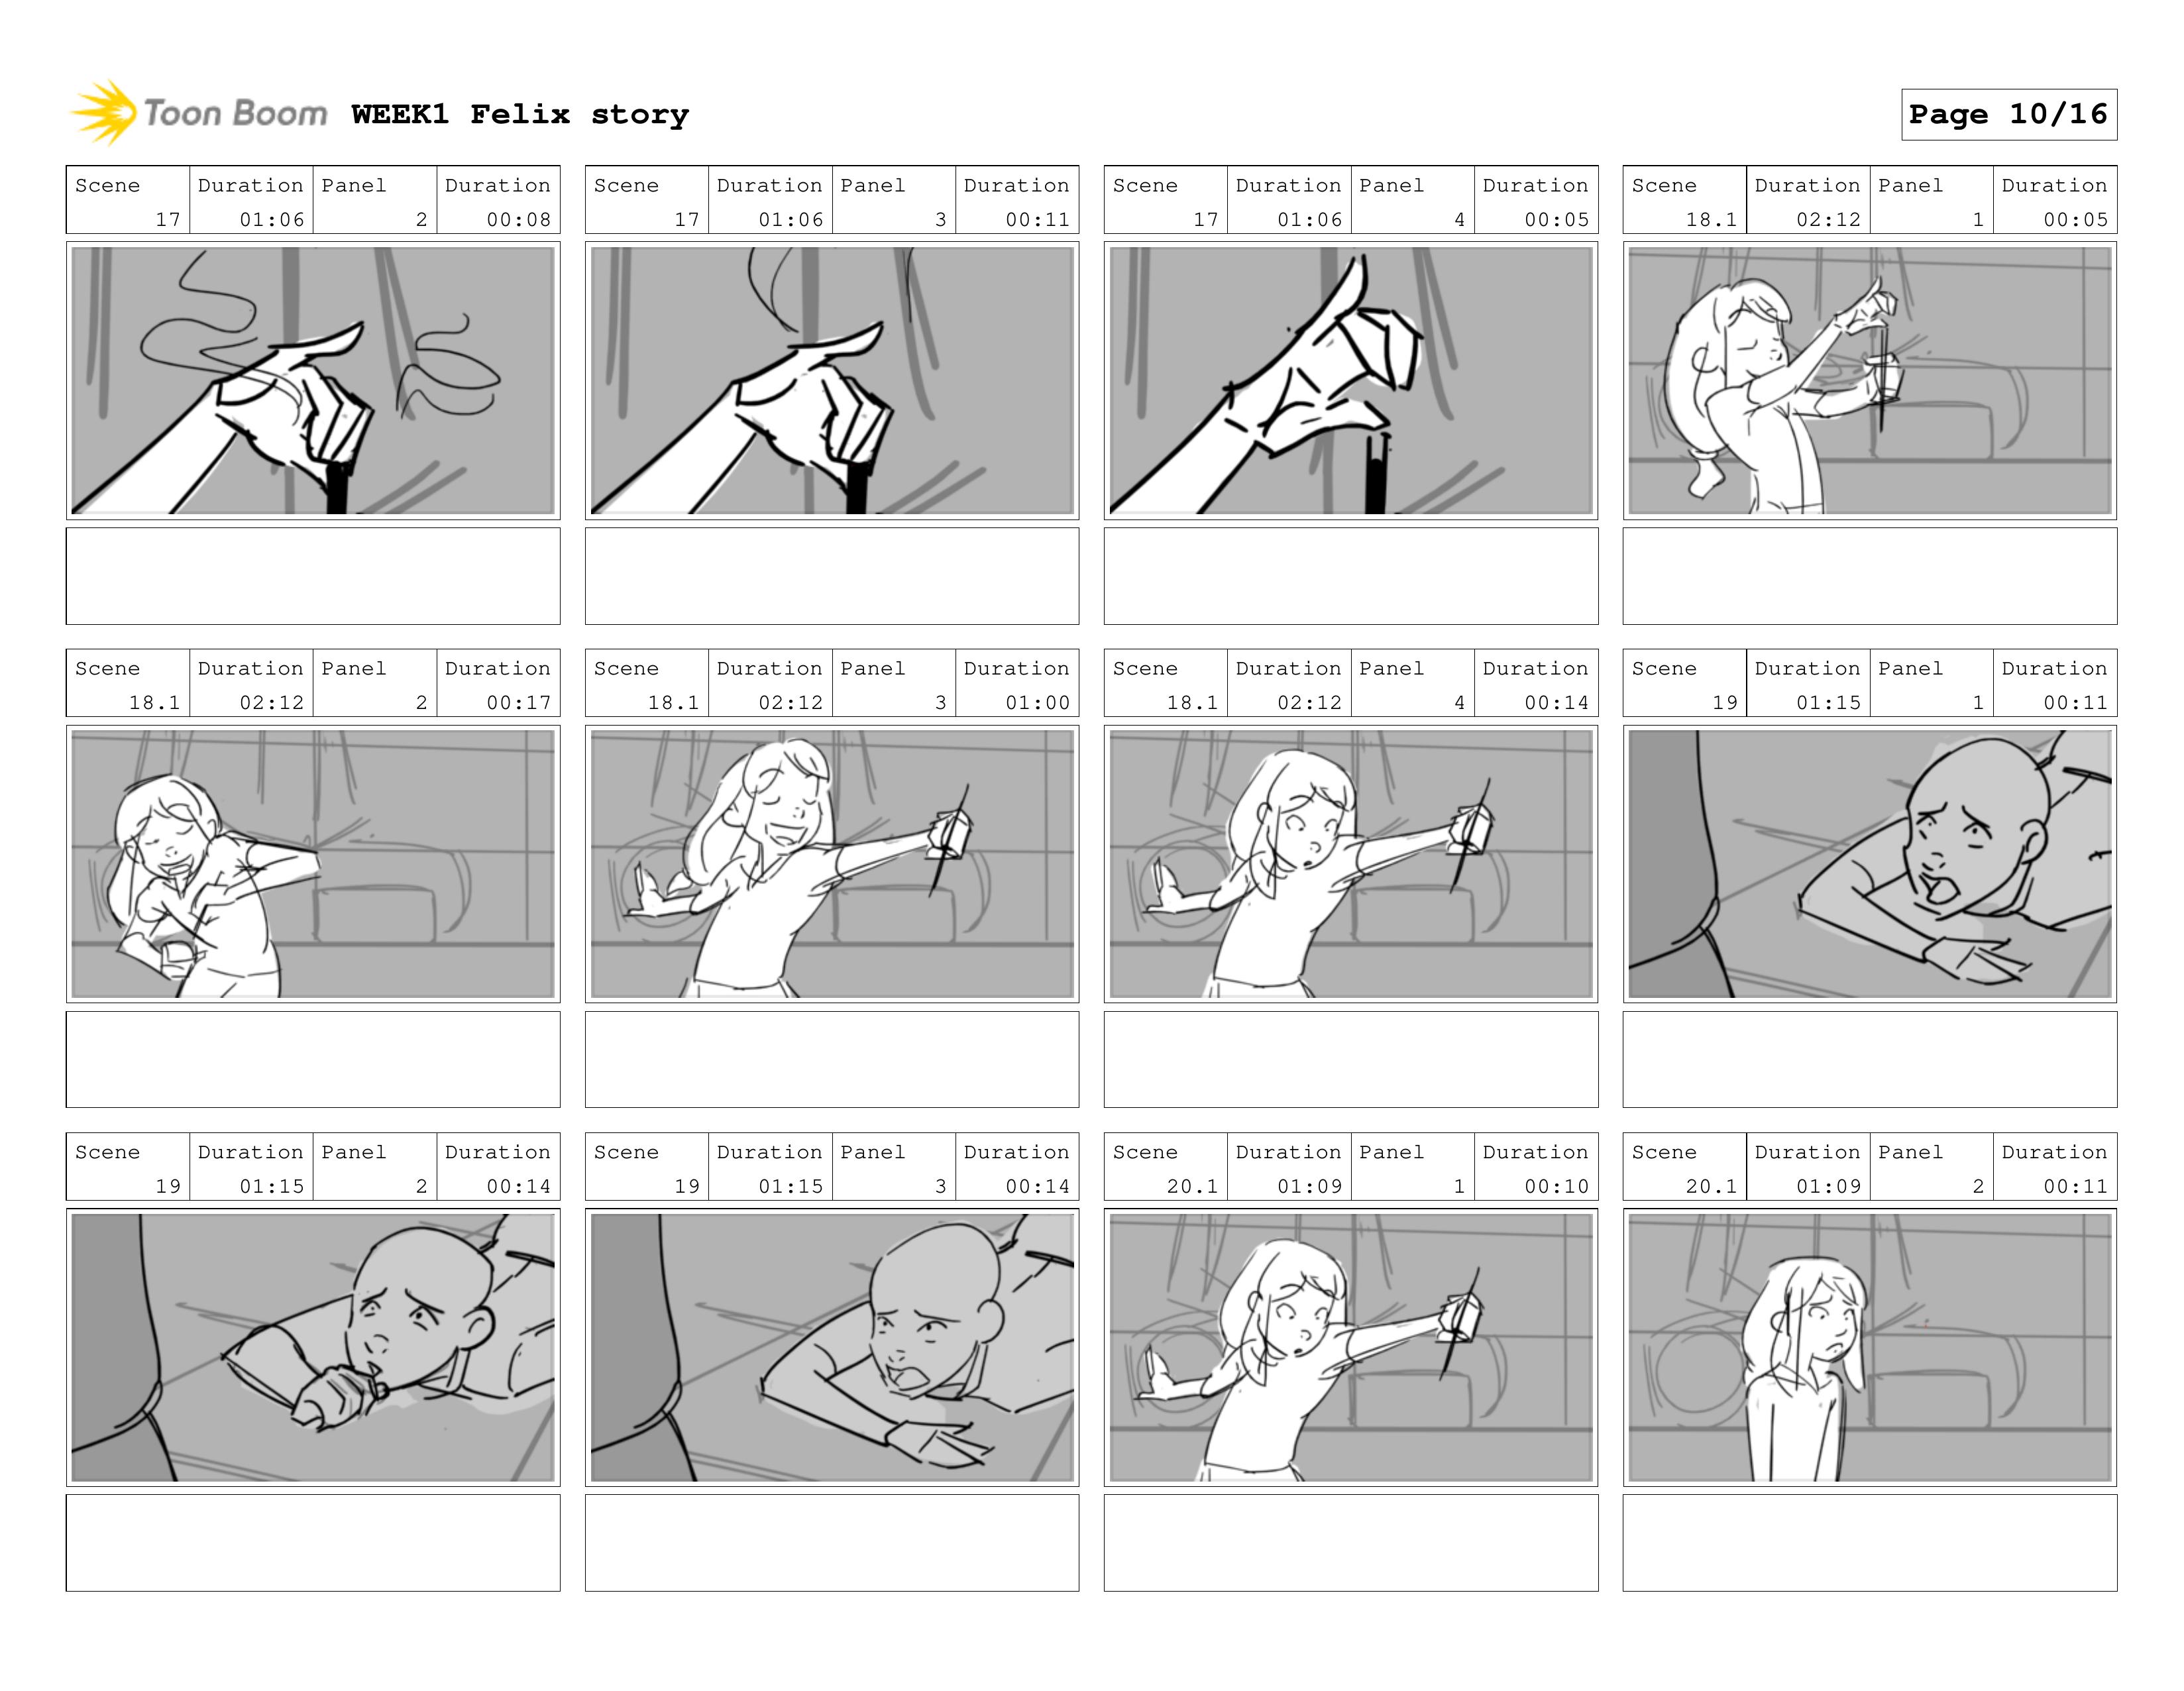 Toon Boom WEEK1 Felix story Page 10/16
Scene Duration Panel Duration Scene Duration Panel Duration Scene Duration Panel Duration Scene Duration Panel Duration
17 01:06 2 00:08 17 01:06 3 00:11 17 01:06 4 00:05 18.1 02:12 1 00:05
Scene Duration Panel Duration Scene Duration Panel Duration Scene Duration Panel Duration Scene Duration Panel Duration
18.1 02:12 2 00:17 18.1 02:12 3 01:00 18.1 02:12 4 00:14 19 01:15 1 00:11
Scene Duration Panel Duration Scene Duration Panel Duration Scene Duration Panel Duration Scene Duration Panel Duration
19 01:15 2 00:14 19 01:15 3 00:14 20.1 01:09 1 00:10 20.1 01:09 2 00:11